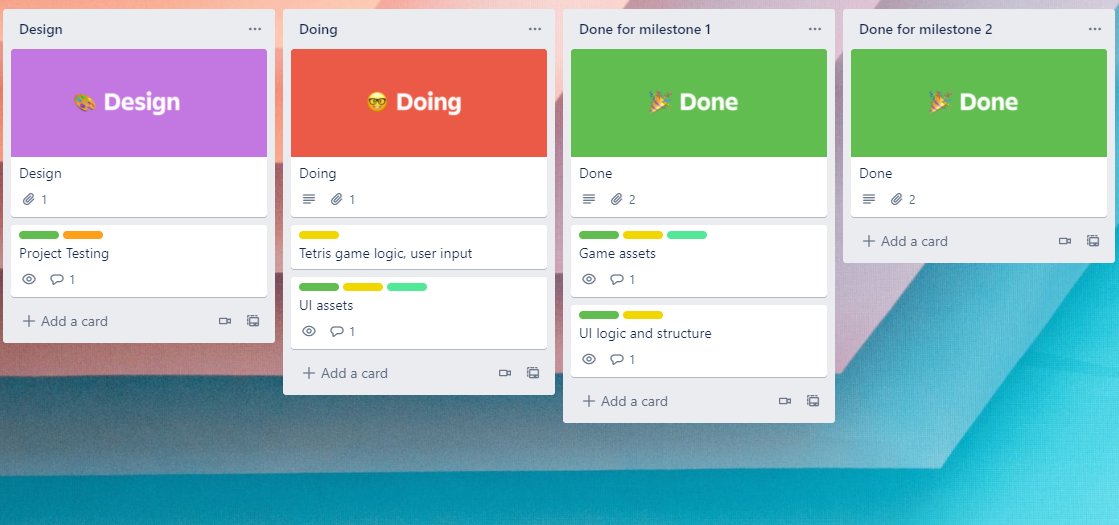 Design
🎨 Design
Design
1
Project Testing
1
+ Add a card
Doing
🤓 Doing
Doing
1
Tetris game logic, user input
UI assets
1
+ Add a card
Done for milestone 1
🎉 Done
Done
2
Game assets
1
UI logic and structure
1
+ Add a card
Done for milestone 2
🎉 Done
Done
2
+ Add a card